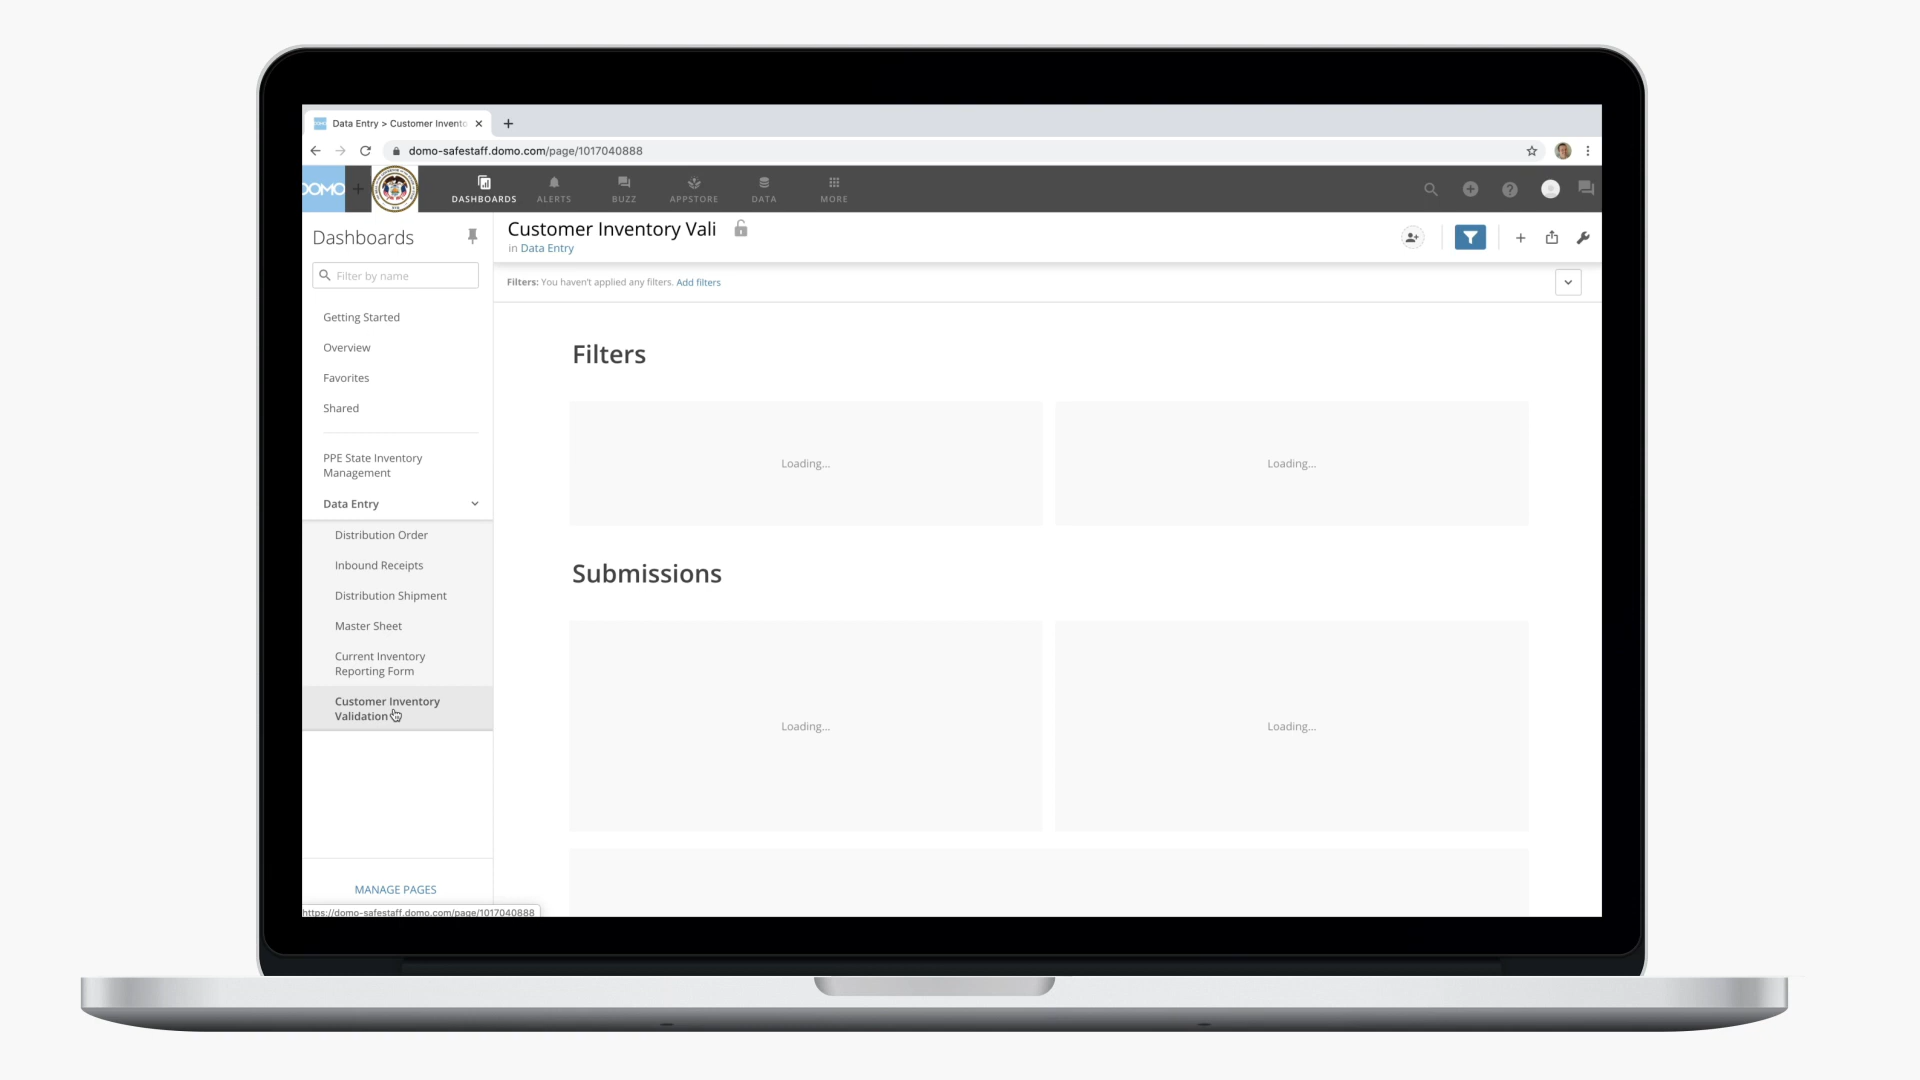 Data Entry > Customer Invento
domo-safestaff.domo.com/page/1017040888
DOMO
DASHBOARDS
ALERTS
BUZZ
APPSTORE
DATA
MORE
Dashboards
Filter by name
Getting Started
Overview
Favorites
Shared
PPE State Inventory
Management
Data Entry
Distribution Order
Inbound Receipts
Distribution Shipment
Master Sheet
Current Inventory
Reporting Form
Customer Inventory
Validation
MANAGE PAGES
https://domo-safestaff.domo.com/page/1017040888
Customer Inventory Vali
in Data Entry
Filters: You haven't applied any filters. Add filters
Filters
Loading...
Loading...
Submissions
Loading...
Loading...